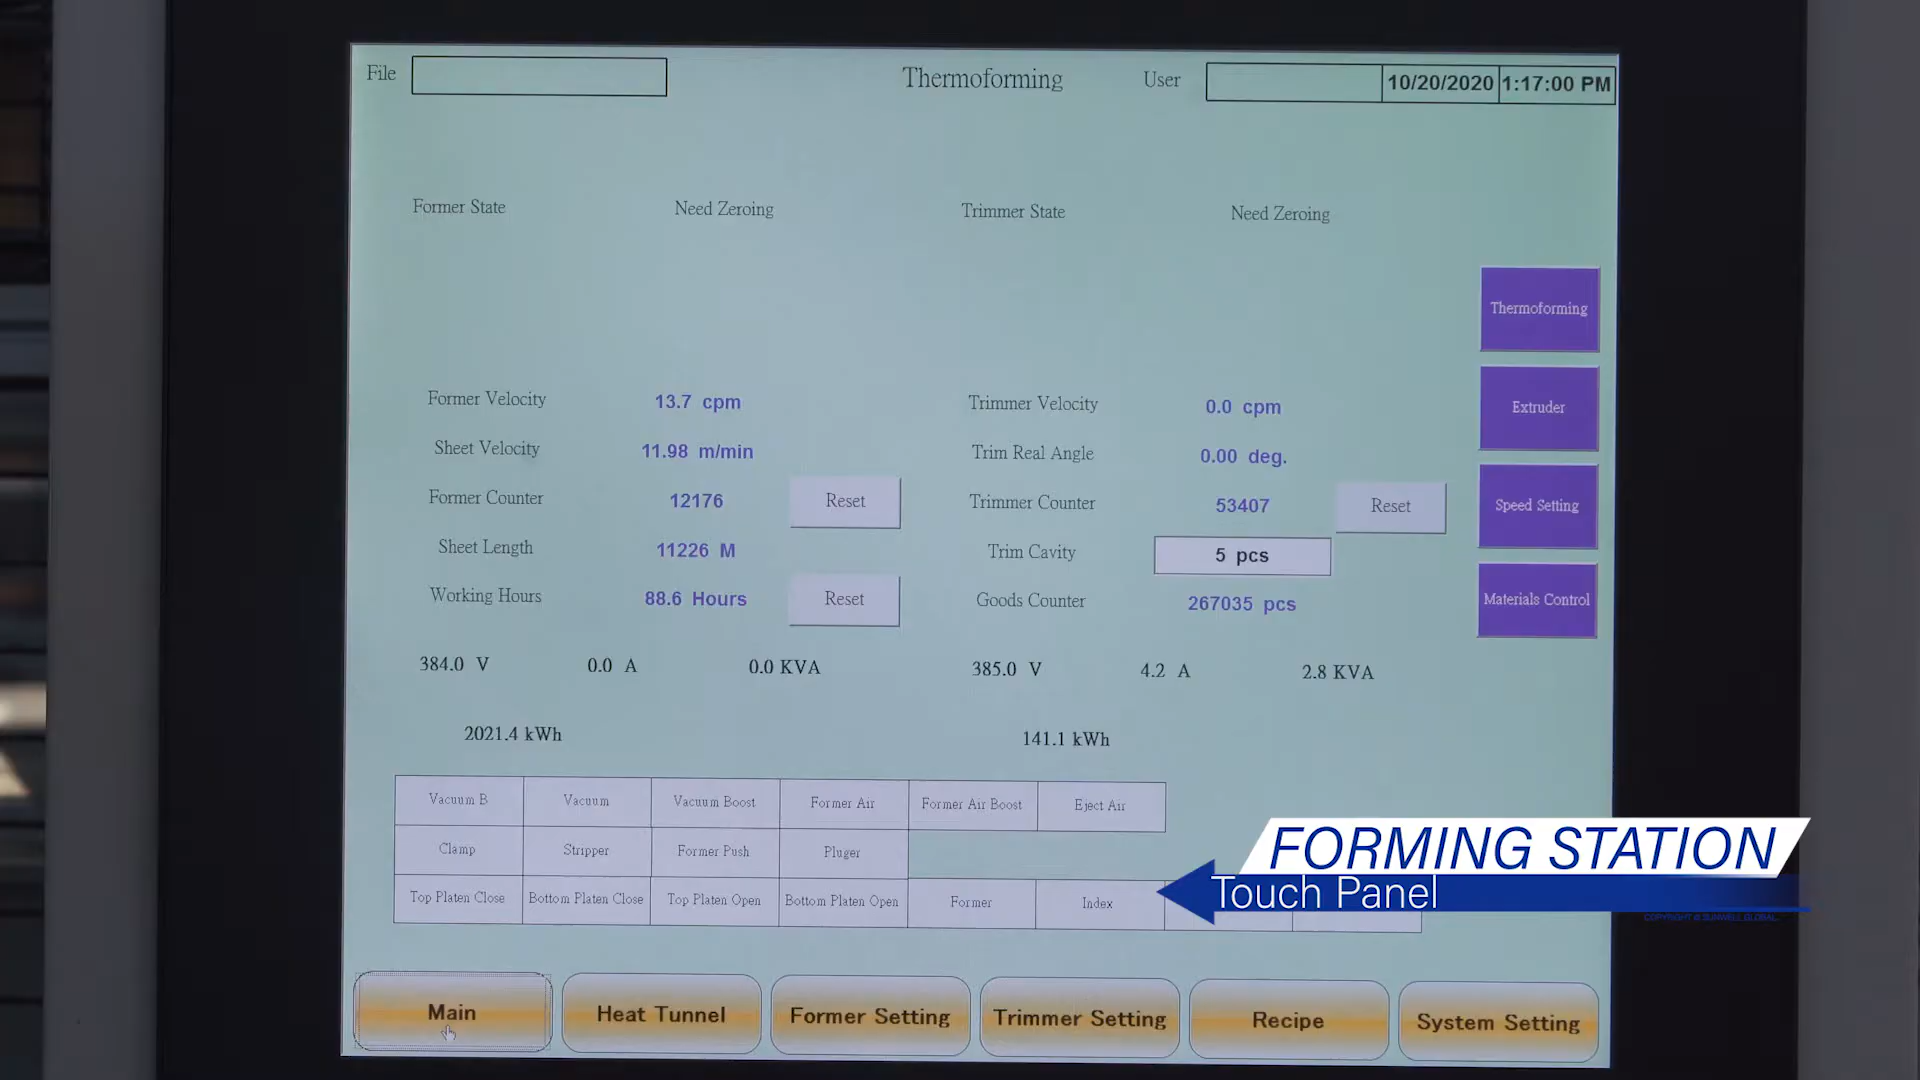 File
Thermoforming
User
10/20/2020 1:17:00 PM
Former State
Need Zeroing
Trimmer State
Need Zeroing
Thermoforming
Extruder
Speed Setting
Materials Control
Former Velocity 13.7 cpm
Trimmer Velocity 0.0 cpm
Sheet Velocity 11.98 m/min
Trim Real Angle 0.00 deg.
Former Counter 12176 Reset
Trimmer Counter 53407 Reset
Sheet Length 11226 M
Trim Cavity 5 pcs
Working Hours 88.6 Hours Reset
Goods Counter 267035 pcs
384.0 V 0.0 A 0.0 KVA
385.0 V 4.2 A 2.8 KVA
2021.4 kWh
141.1 kWh
Vacuum B Vacuum Vacuum Boost Former Air Former Air Boost Eject Air
Clamp Stripper Former Push Pluger
Top Platen Close Bottom Platen Close Top Platen Open Bottom Platen Open Former Index
FORMING STATION
Touch Panel
COPYRIGHT © SUNWELL GLOBAL
Main Heat Tunnel Former Setting Trimmer Setting Recipe System Setting